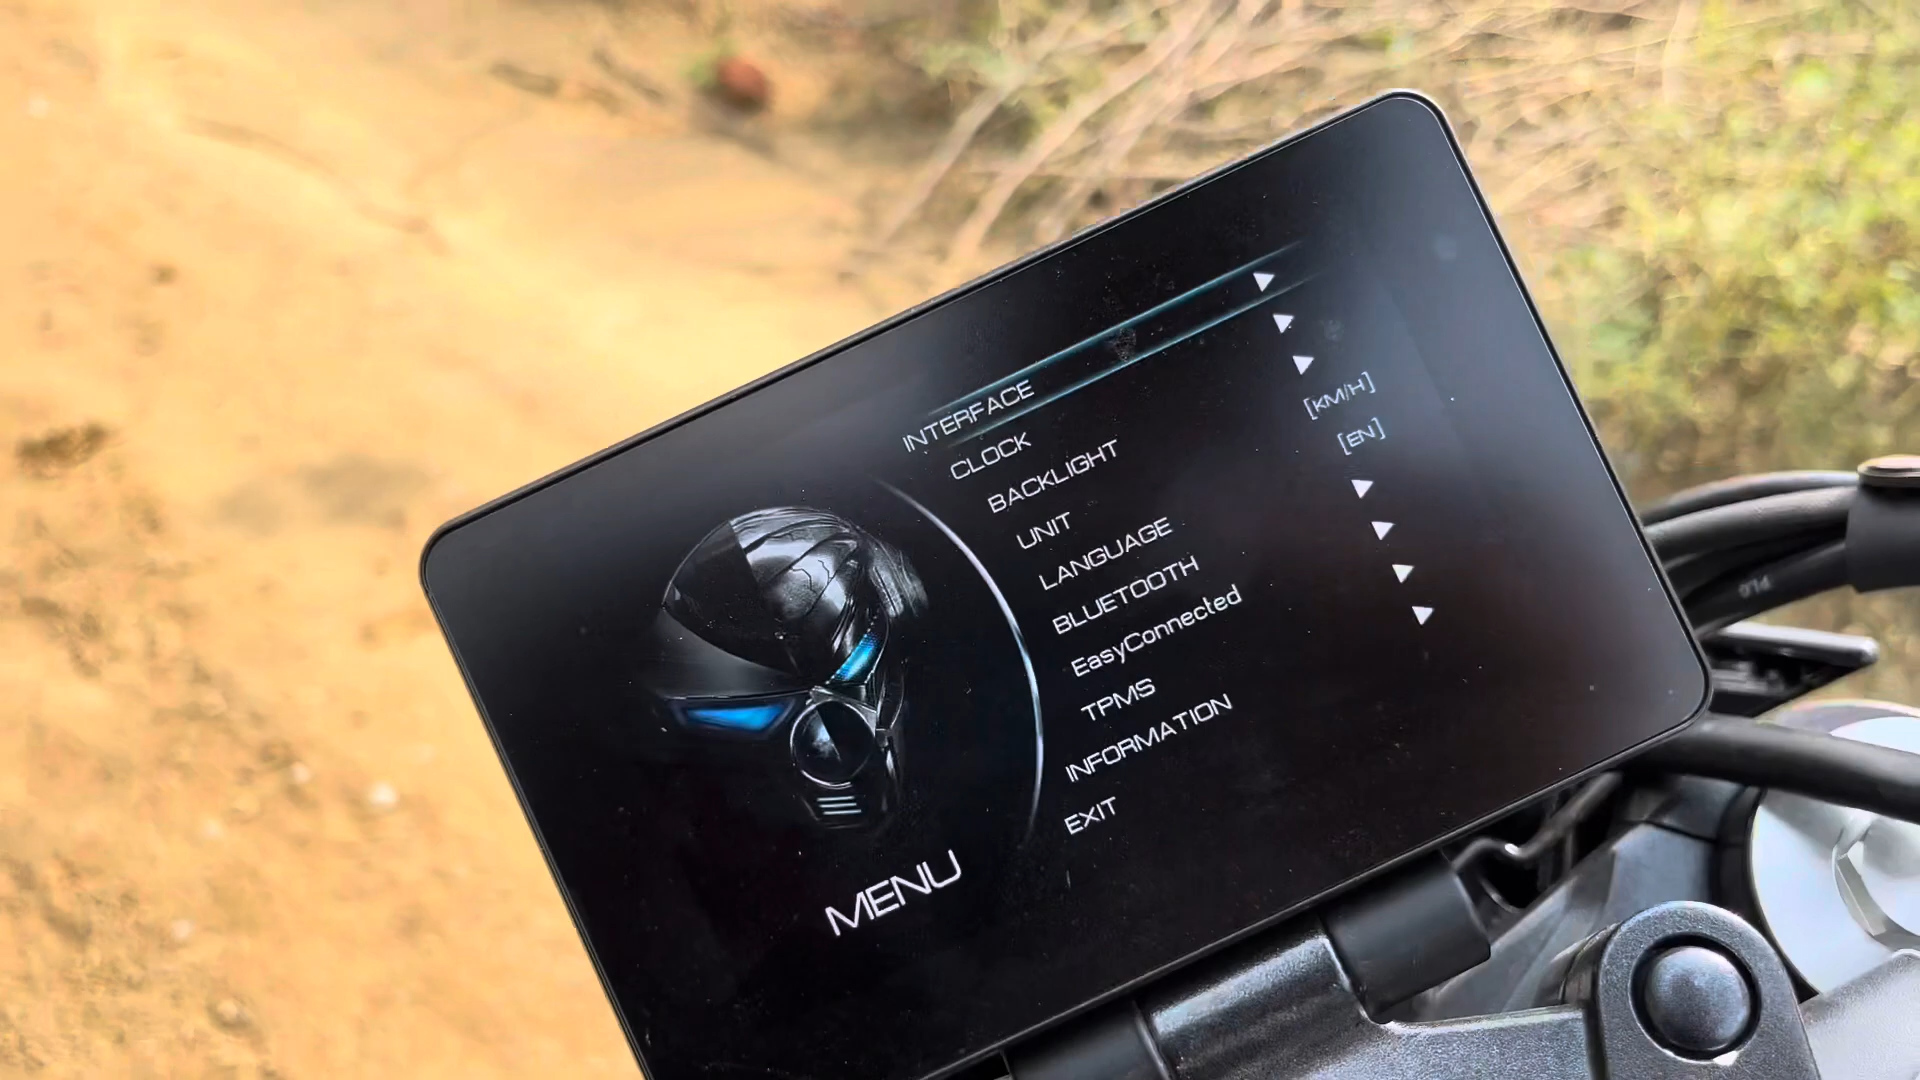 INTERFACE
CLOCK
BACKLIGHT
UNIT [KM/H]
LANGUAGE [EN]
BLUETOOTH
EasyConnected
TPMS
INFORMATION
EXIT
MENU